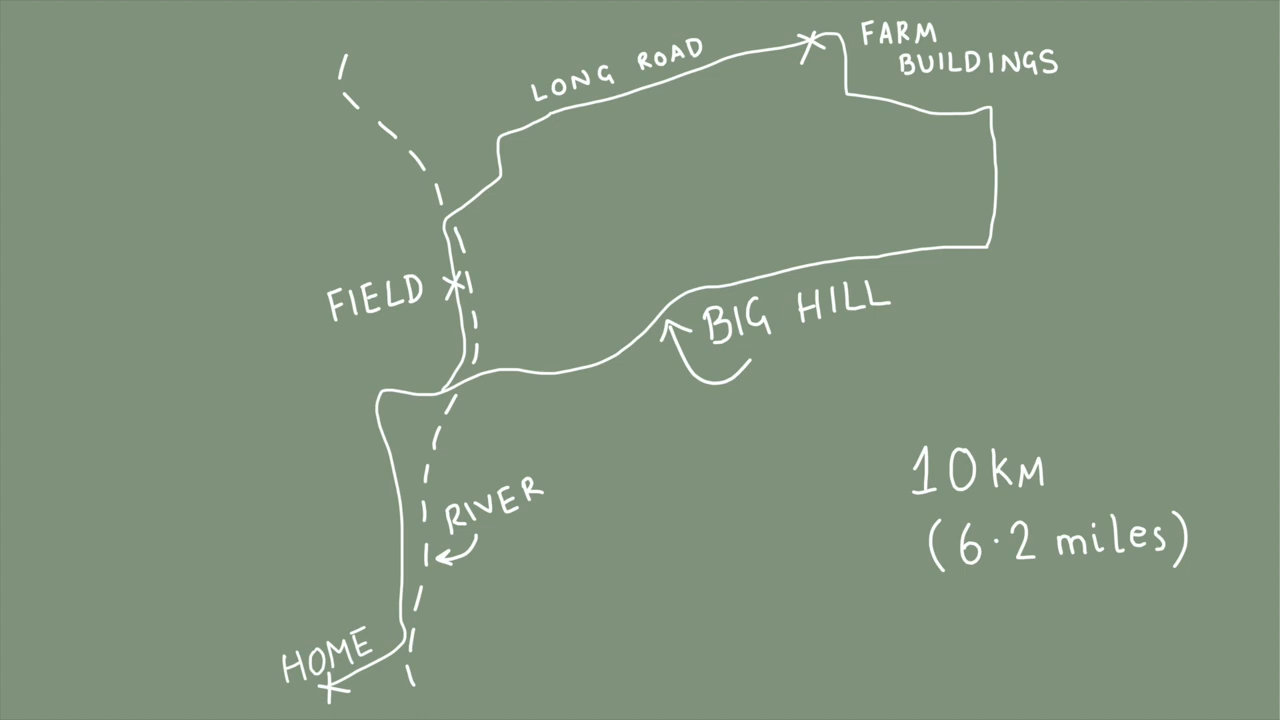 FARM
BUILDINGS
LONG ROAD
FIELD
BIG HILL
10 KM
(6.2 miles)
RIVER
HOME